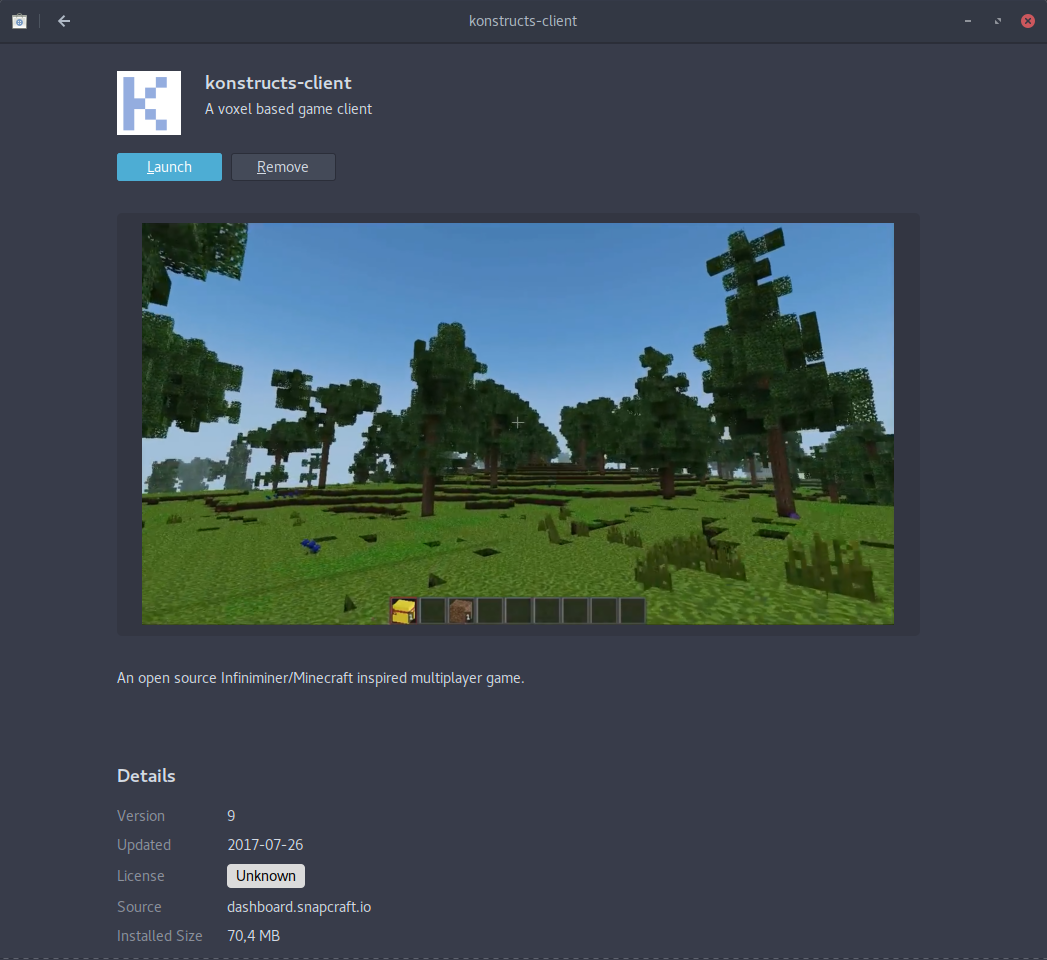 konstructs-client
konstructs-client
A voxel based game client
Launch
Remove
An open source Infiniminer/Minecraft inspired multiplayer game.
Details
Version 9
Updated 2017-07-26
License Unknown
Source dashboard.snapcraft.io
Installed Size 70,4 MB